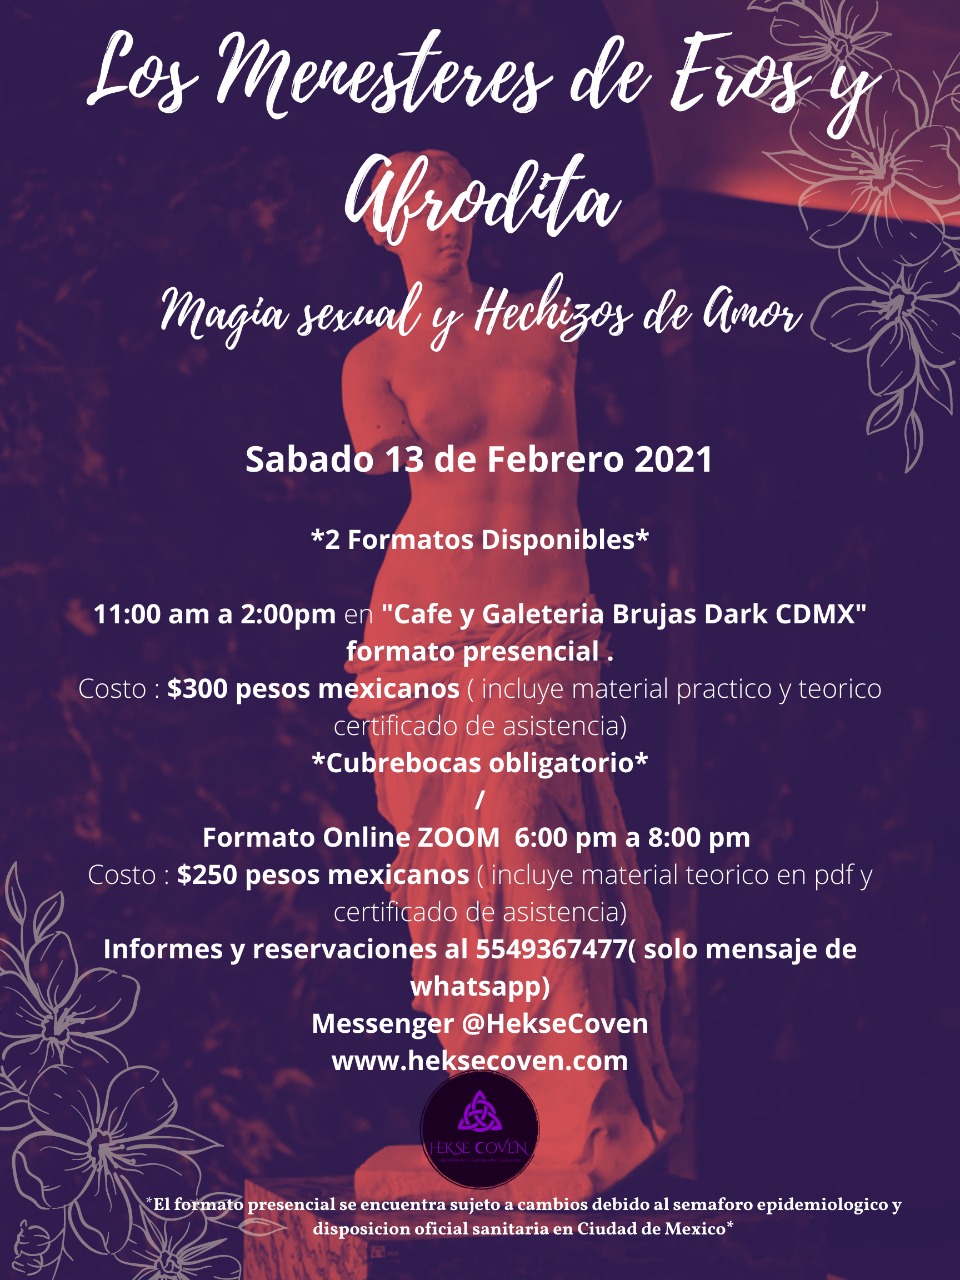 Los Menesteres de Eros y
Afrodita
Magia sexual y Hechizos de Amor
Sabado 13 de Febrero 2021
*2 Formatos Disponibles*
11:00 am a 2:00pm en "Cafe y Galeteria Brujas Dark CDMX"
formato presencial .
Costo : $300 pesos mexicanos ( incluye material practico y teorico
certificado de asistencia)
*Cubrebocas obligatorio*
/
Formato Online ZOOM 6:00 pm a 8:00 pm
Costo : $250 pesos mexicanos ( incluye material teorico en pdf y
certificado de asistencia)
Informes y reservaciones al 5549367477( solo mensaje de
whatsapp)
Messenger @HekseCoven
www.heksecoven.com
HEKSE COVEN
*El formato presencial se encuentra sujeto a cambios debido al semaforo epidemiologico y
disposicion oficial sanitaria en Ciudad de Mexico*